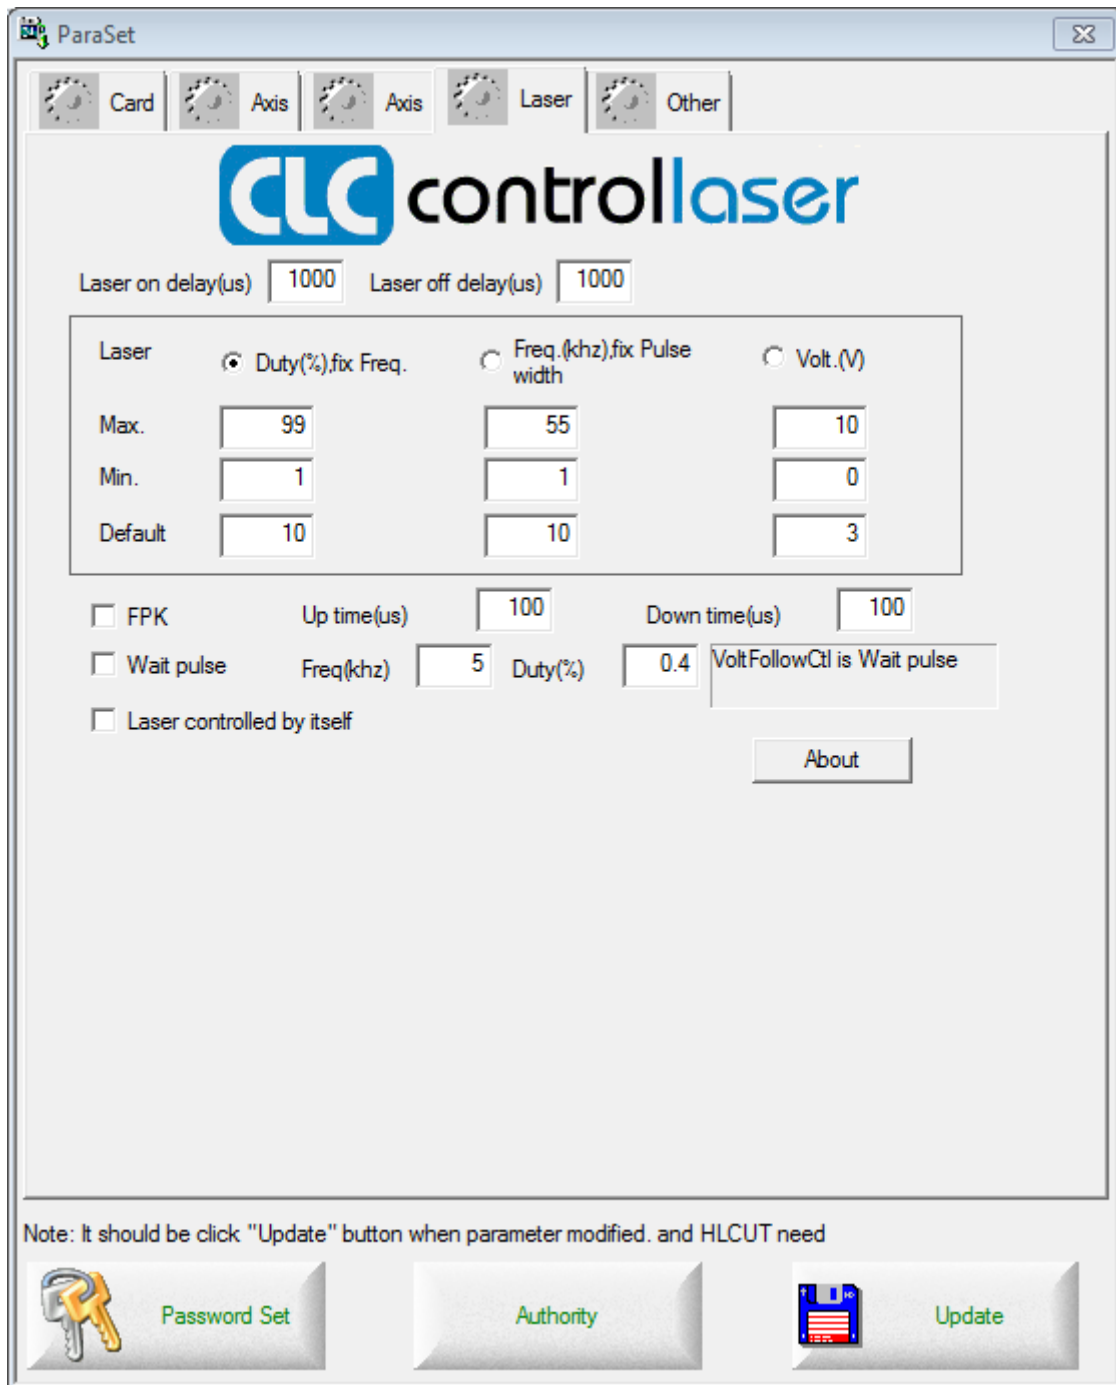 ParaSet
Card Axis Axis Laser Other
CLC controllaser
Laser on delay(us) 1000 Laser off delay(us) 1000
Laser Duty(%),fix Freq. Freq.(khz),fix Pulse width Volt.(V)
Max. 99 55 10
Min. 1 1 0
Default 10 10 3
FPK Up time(us) 100 Down time(us) 100
Wait pulse Freq(khz) 5 Duty(%) 0.4 VoltFollowCtl is Wait pulse
Laser controlled by itself
About
Note: It should be click "Update" button when parameter modified. and HLCUT need
Password Set Authority Update